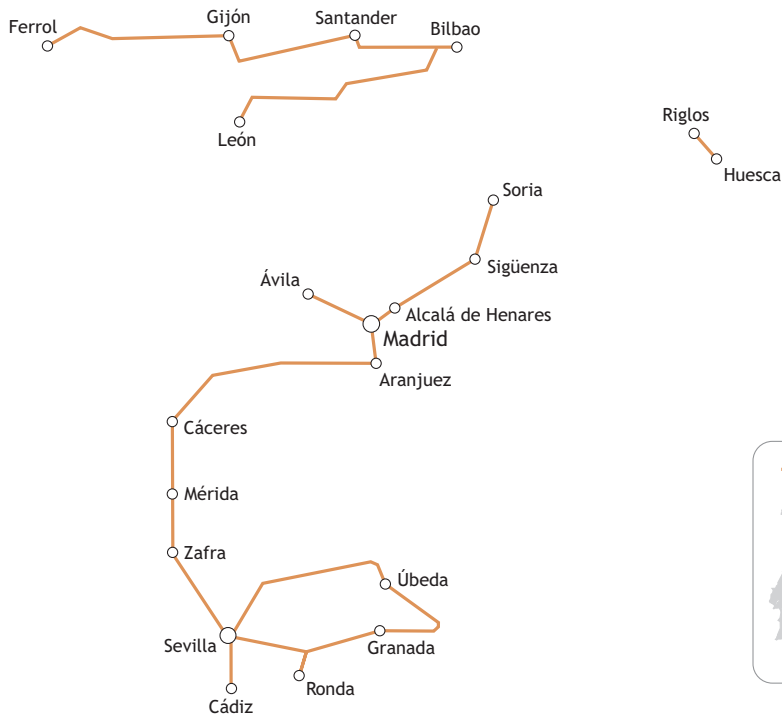 Ferrol
Gijón
Santander
Bilbao
León
Riglos
Huesca
Soria
Sigüenza
Ávila
Alcalá de Henares
Madrid
Aranjuez
Cáceres
Mérida
Zafra
Úbeda
Sevilla
Granada
Ronda
Cádiz